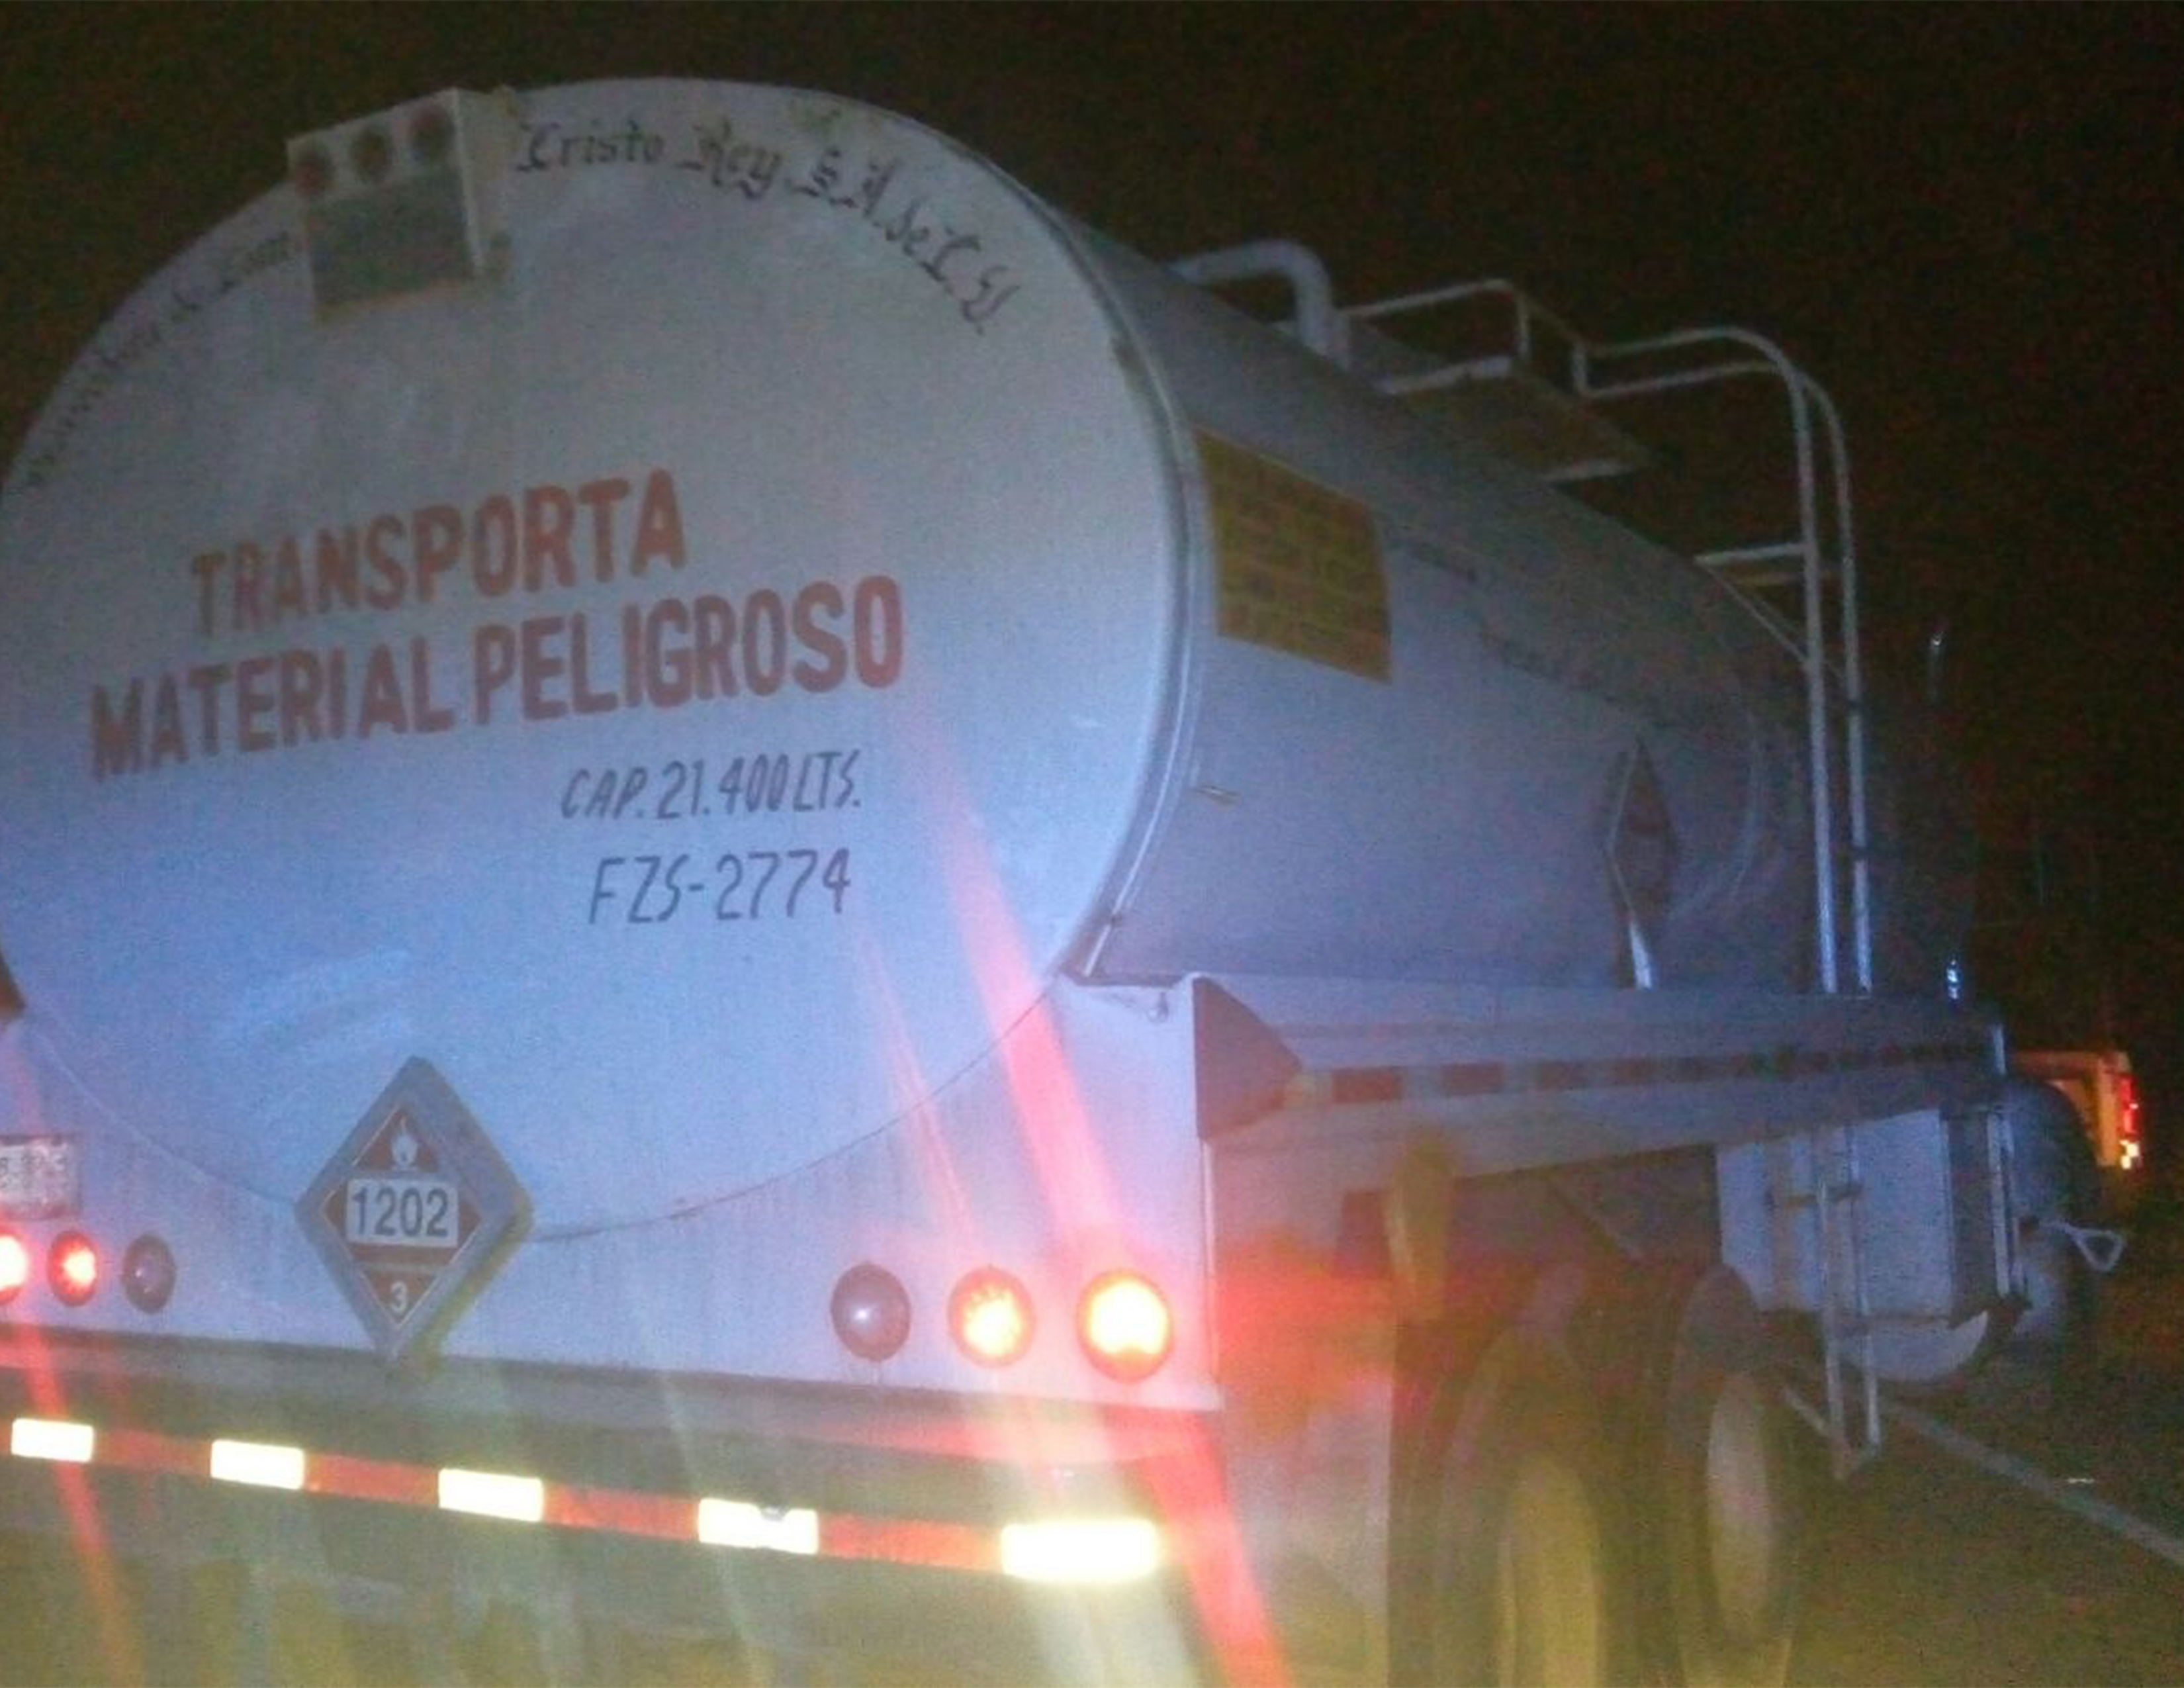 Cristo Rey S.A de C.V.
TRANSPORTA
MATERIAL PELIGROSO
CAP. 21.400 LTS.
FZS-2774
1202
3